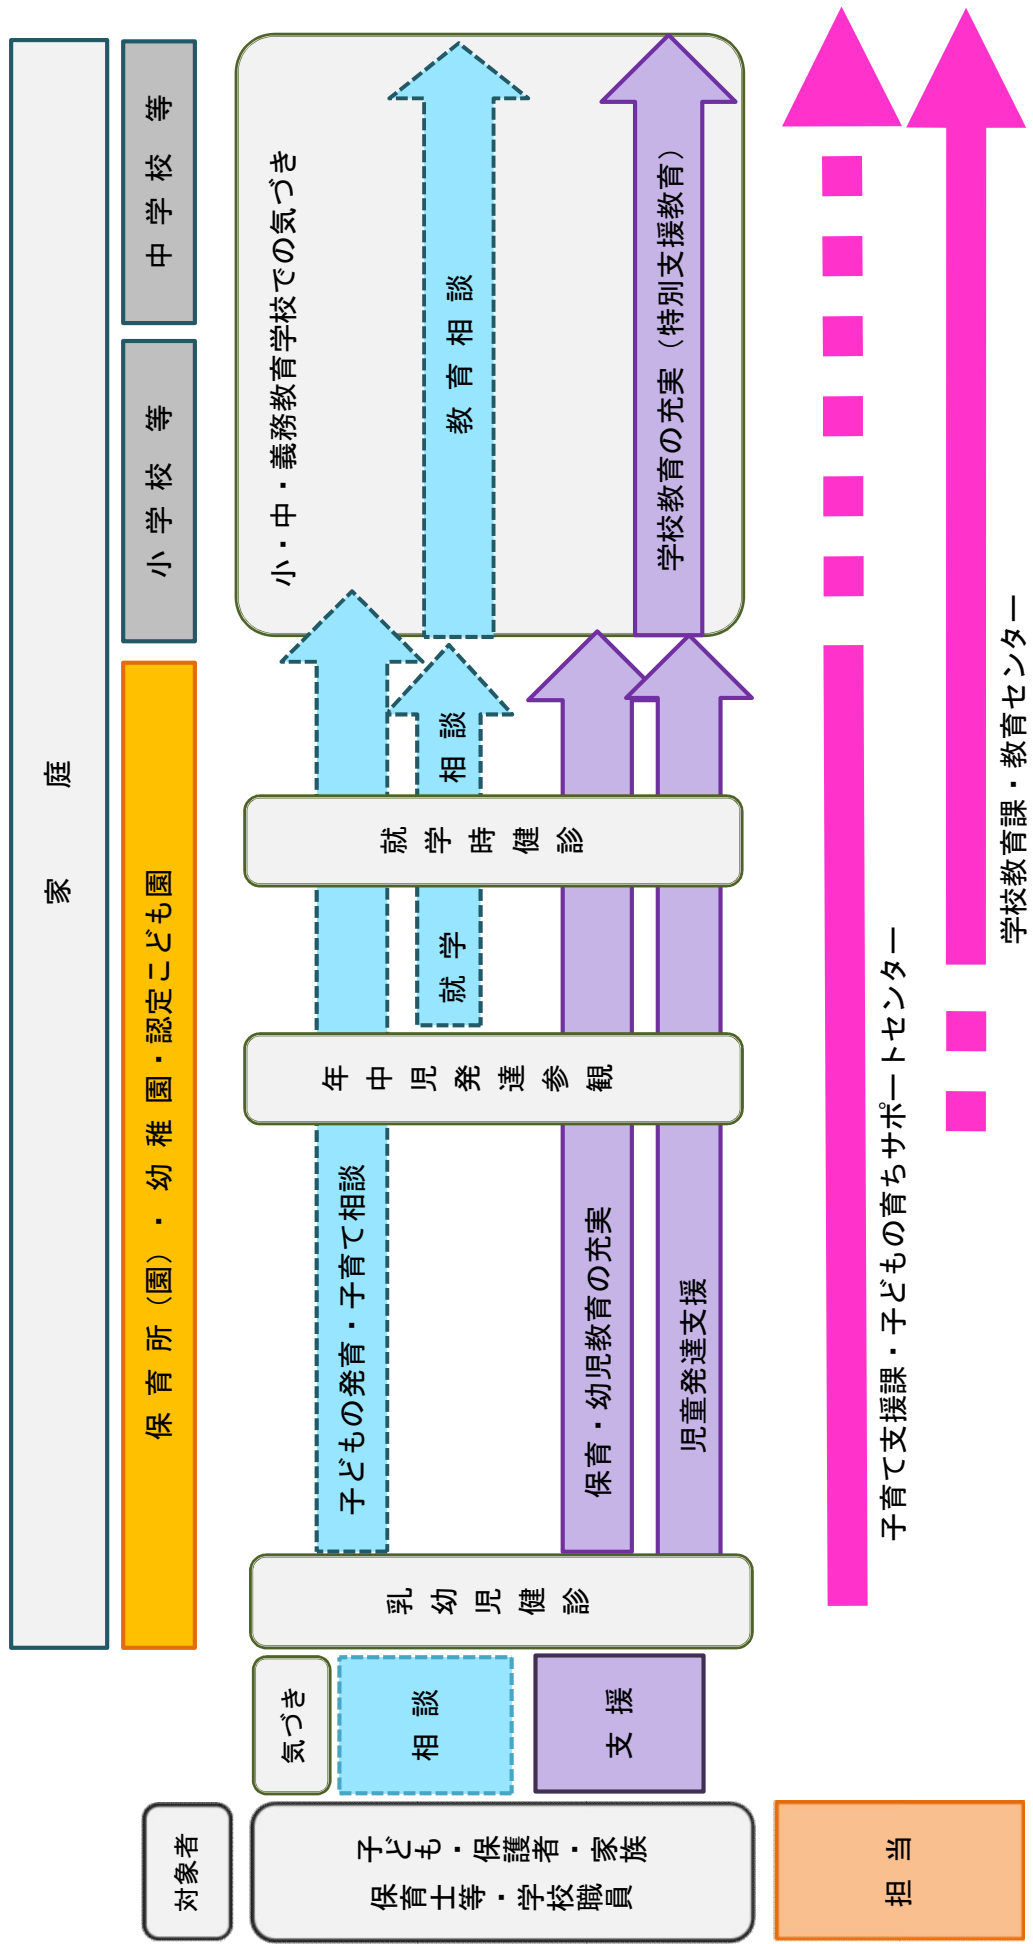 家庭
保育所（園）・幼稚園・認定こども園
小学校等
中学校等
対象者
気づき
小・中・義務教育学校での気づき
子ども・保護者・家族
保育士等・学校職員
相談
支援
乳幼児健診
年中児発達参観
就学時健診
子どもの発育・子育て相談
就学相談
教育相談
保育・幼児教育の充実
児童発達支援
学校教育の充実（特別支援教育）
担当
子育て支援課・子どもの育ちサポートセンター
学校教育課・教育センター